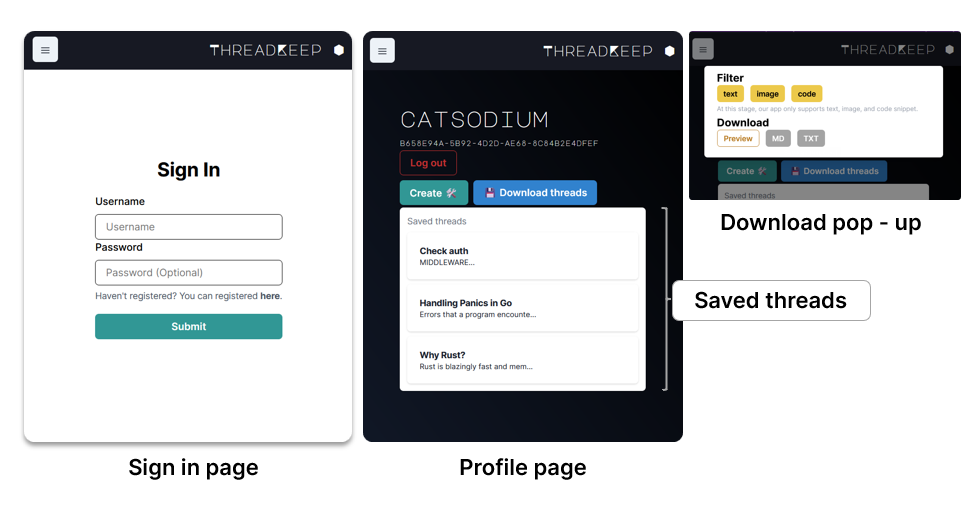 THREADKEEP
Sign In
Username
Username
Password
Password (Optional)
Haven't registered? You can registered here.
Submit
Sign in page
THREADKEEP
CATSODIUM
B658E94A-5B92-4D2D-AE68-8C84B2E4DFEF
Log out
Create
Download threads
Saved threads
Check auth
MIDDLEWARE...
Handling Panics in Go
Errors that a program encounte...
Why Rust?
Rust is blazingly fast and mem...
Profile page
Saved threads
THREADKEEP
Filter
text image code
At this stage, our app only supports text, image, and code snippet.
Download
Preview MD TXT
Create
Download threads
Saved threads
Download pop - up